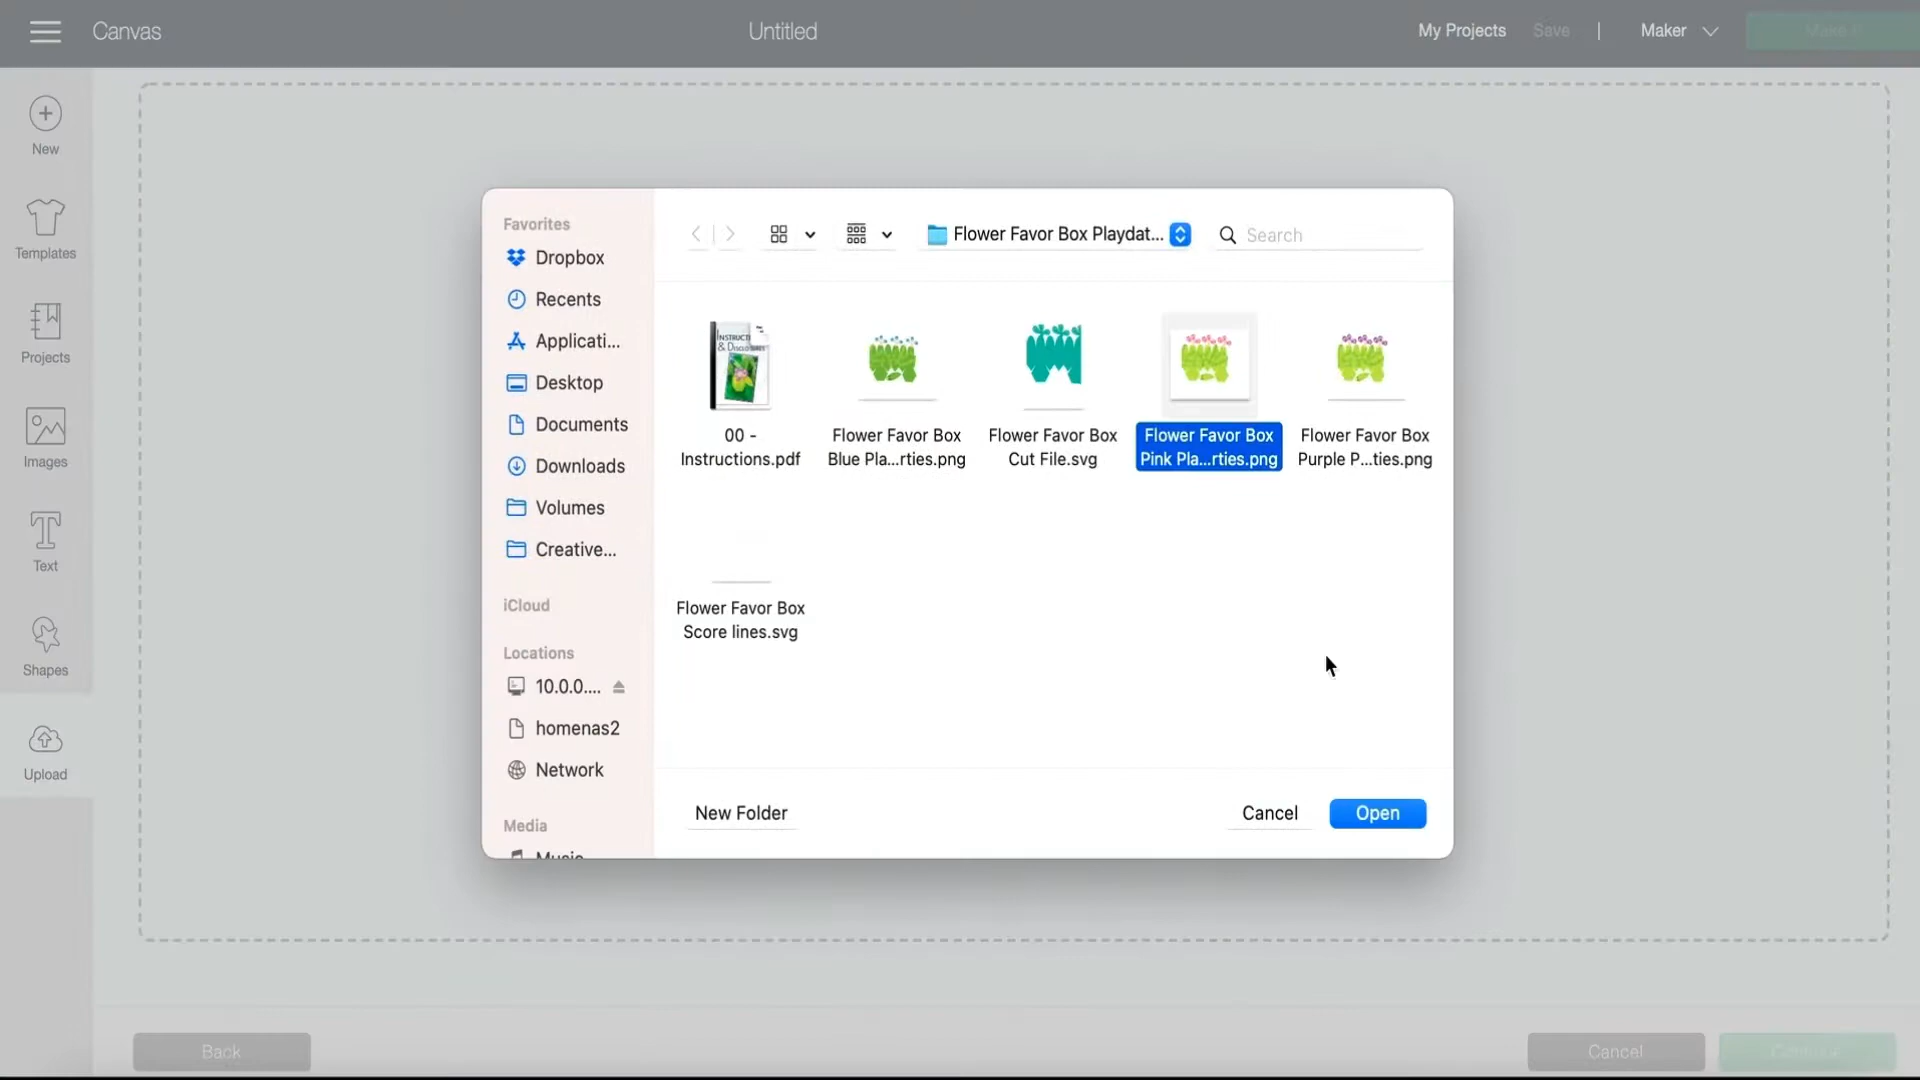 Canvas
Untitled
My Projects
Save
|
Maker
New
Templates
Projects
Images
Text
Shapes
Upload
Favorites
Dropbox
Recents
Applicati...
Desktop
Documents
Downloads
Volumes
Creative...
iCloud
Locations
10.0.0....
homenas2
Network
Media
Music
Flower Favor Box Playdat...
Search
00 -
Instructions.pdf
Flower Favor Box
Blue Pla...rties.png
Flower Favor Box
Cut File.svg
Flower Favor Box
Pink Pla...rties.png
Flower Favor Box
Purple P...ties.png
Flower Favor Box
Score lines.svg
New Folder
Cancel
Open
Back
Cancel
Continue